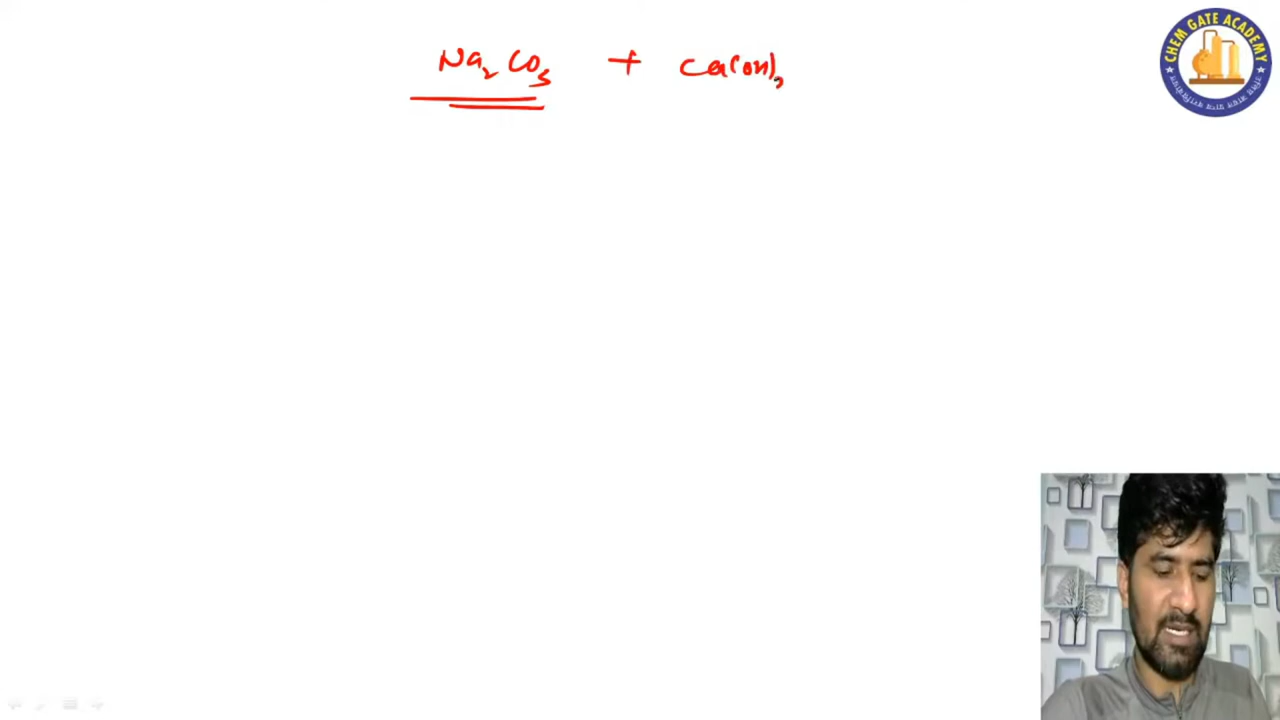 Na₂CO₃ + Ca(OH)₂
CHEM GATE ACADEMY